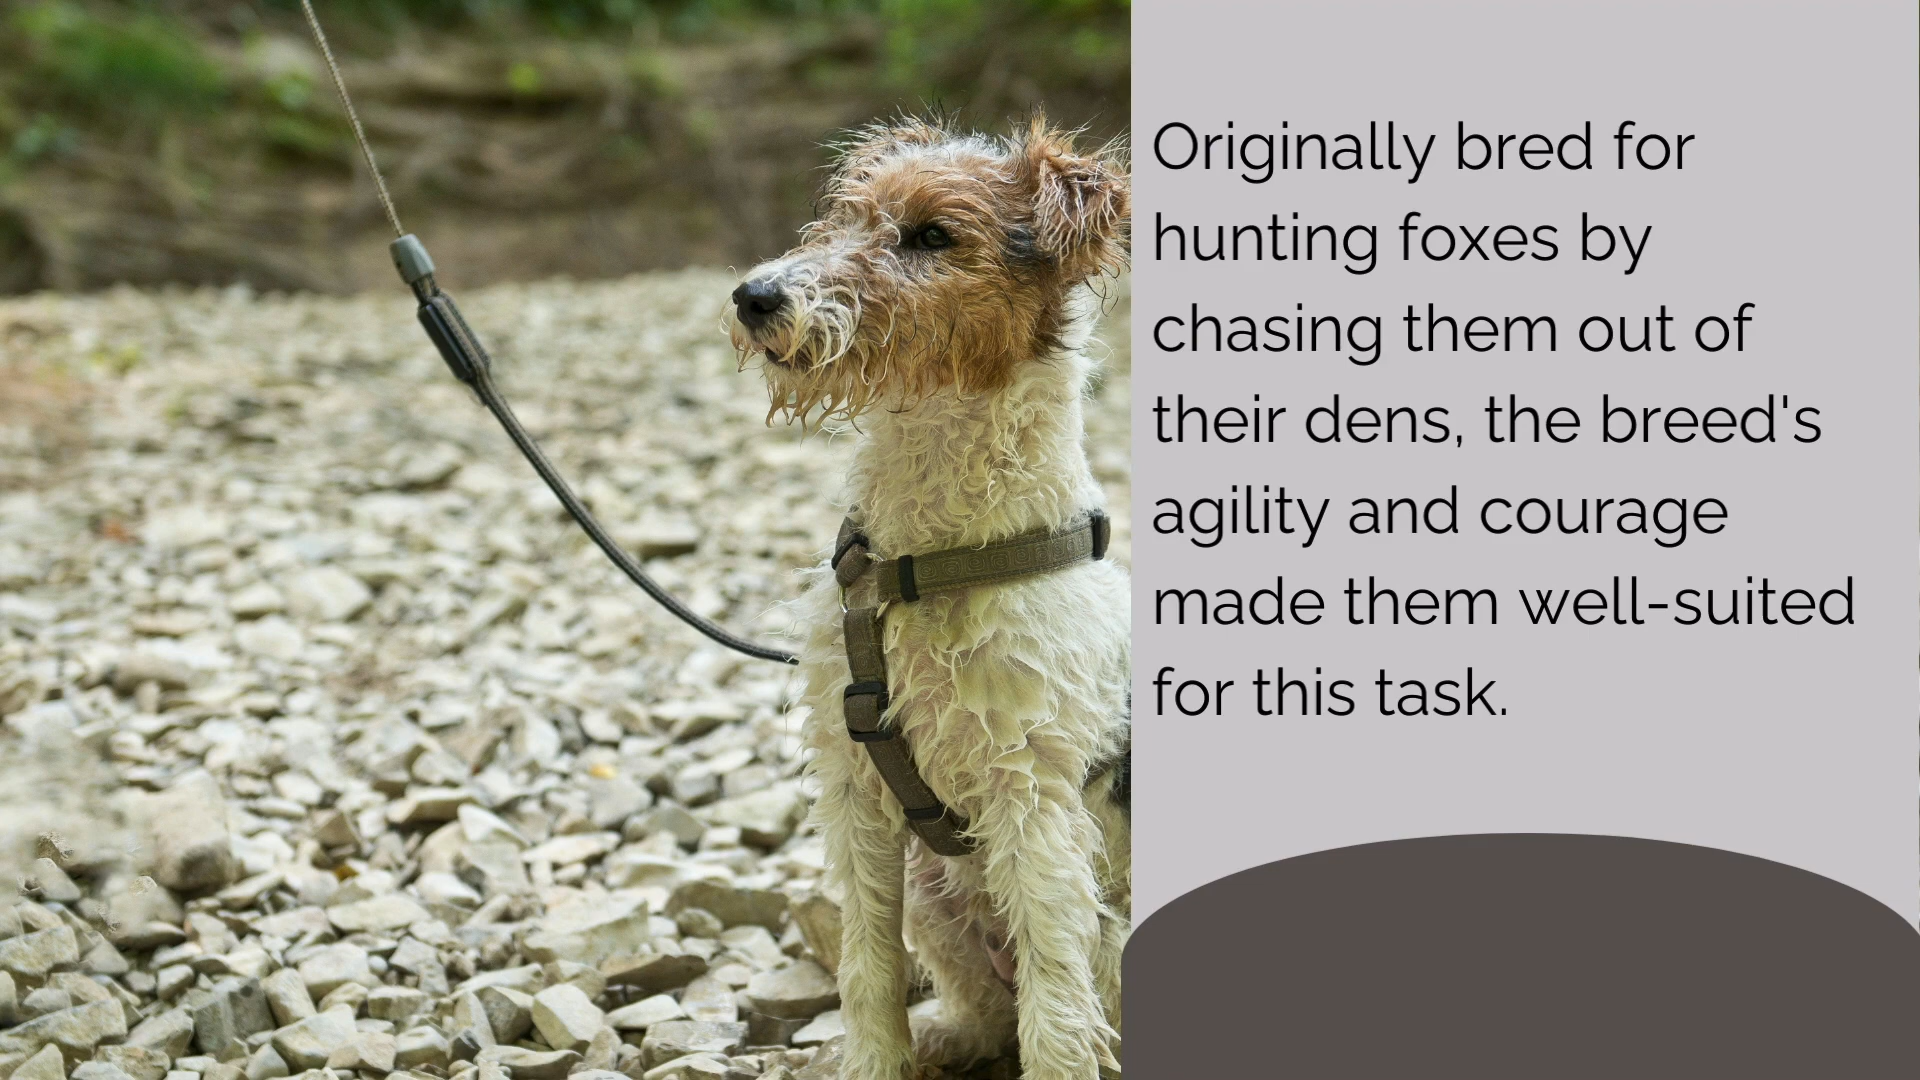 Originally bred for
hunting foxes by
chasing them out of
their dens, the breed's
agility and courage
made them well-suited
for this task.